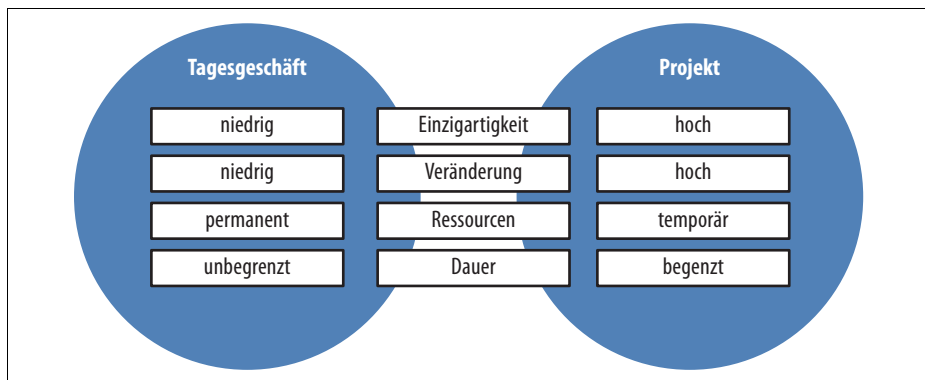 Tagesgeschäft Projekt
niedrig Einzigartigkeit hoch
niedrig Veränderung hoch
permanent Ressourcen temporär
unbegrenzt Dauer begenzt